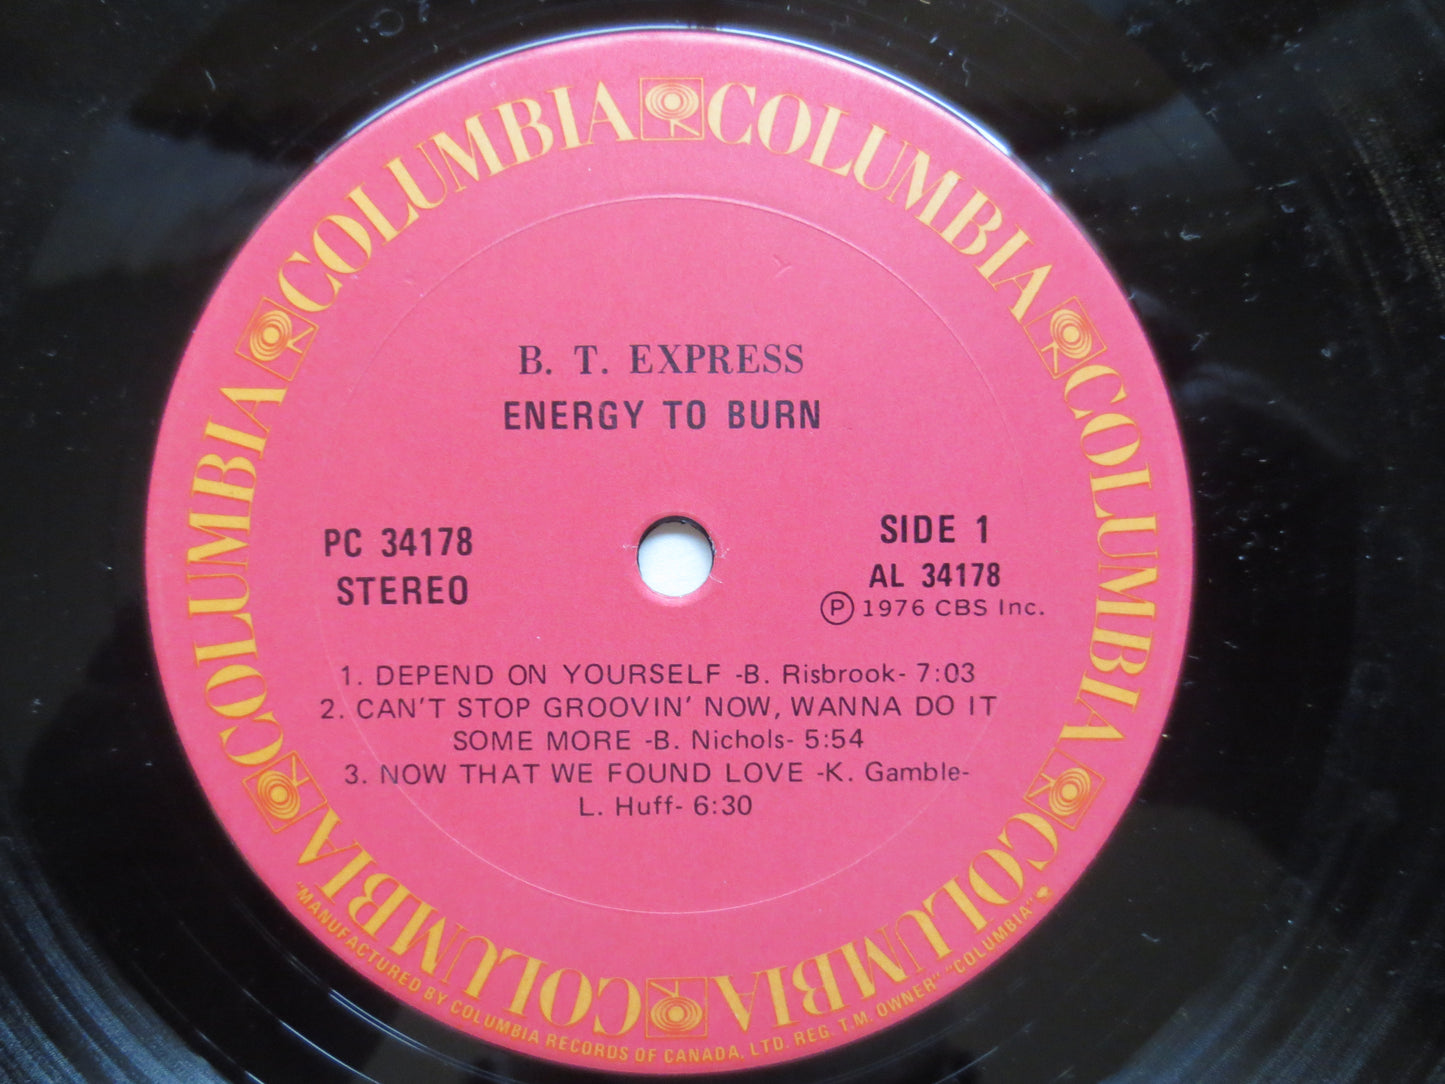 COLUMBIA COLUMBIA COLUMBIA COLUMBIA COLUMBIA COLUMBIA
B. T. EXPRESS
ENERGY TO BURN
PC 34178
STEREO
SIDE 1
AL 34178
Ⓟ 1976 CBS Inc.
1. DEPEND ON YOURSELF -B. Risbrook- 7:03
2. CAN'T STOP GROOVIN' NOW, WANNA DO IT
SOME MORE -B. Nichols- 5:54
3. NOW THAT WE FOUND LOVE -K. Gamble-
L. Huff- 6:30
"MANUFACTURED BY COLUMBIA RECORDS OF CANADA, LTD. REG. T.M. OWNER" "COLUMBIA"